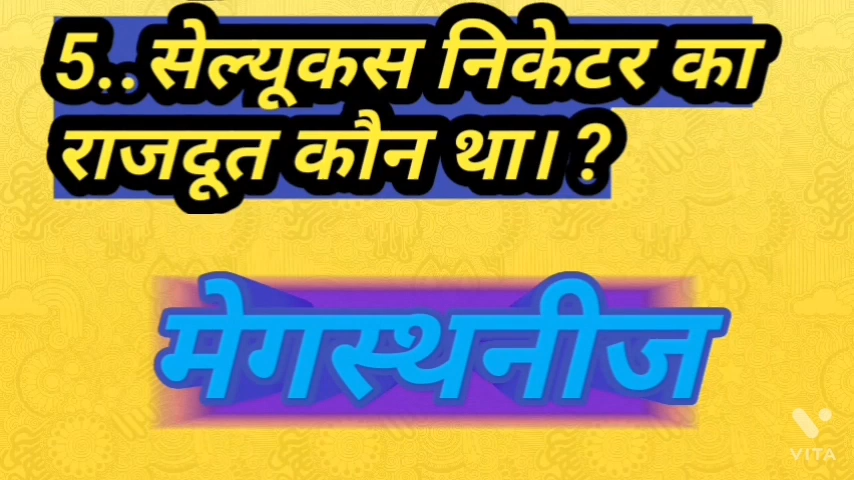 5.. सेल्यूकस निकेटर का
राजदूत कौन था। ?
मेगस्थनीज
VITA